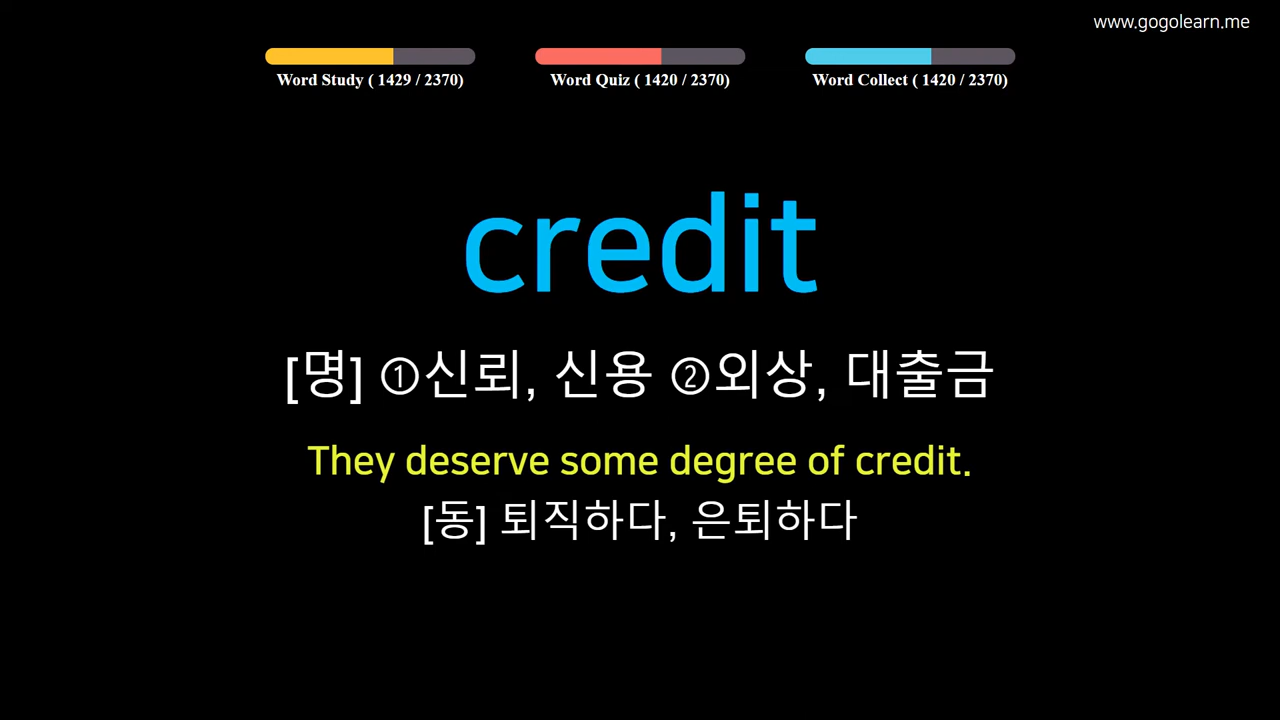 www.gogolearn.me
Word Study ( 1429 / 2370) Word Quiz ( 1420 / 2370) Word Collect ( 1420 / 2370)
credit
[명] ①신뢰, 신용 ②외상, 대출금
They deserve some degree of credit.
[동] 퇴직하다, 은퇴하다